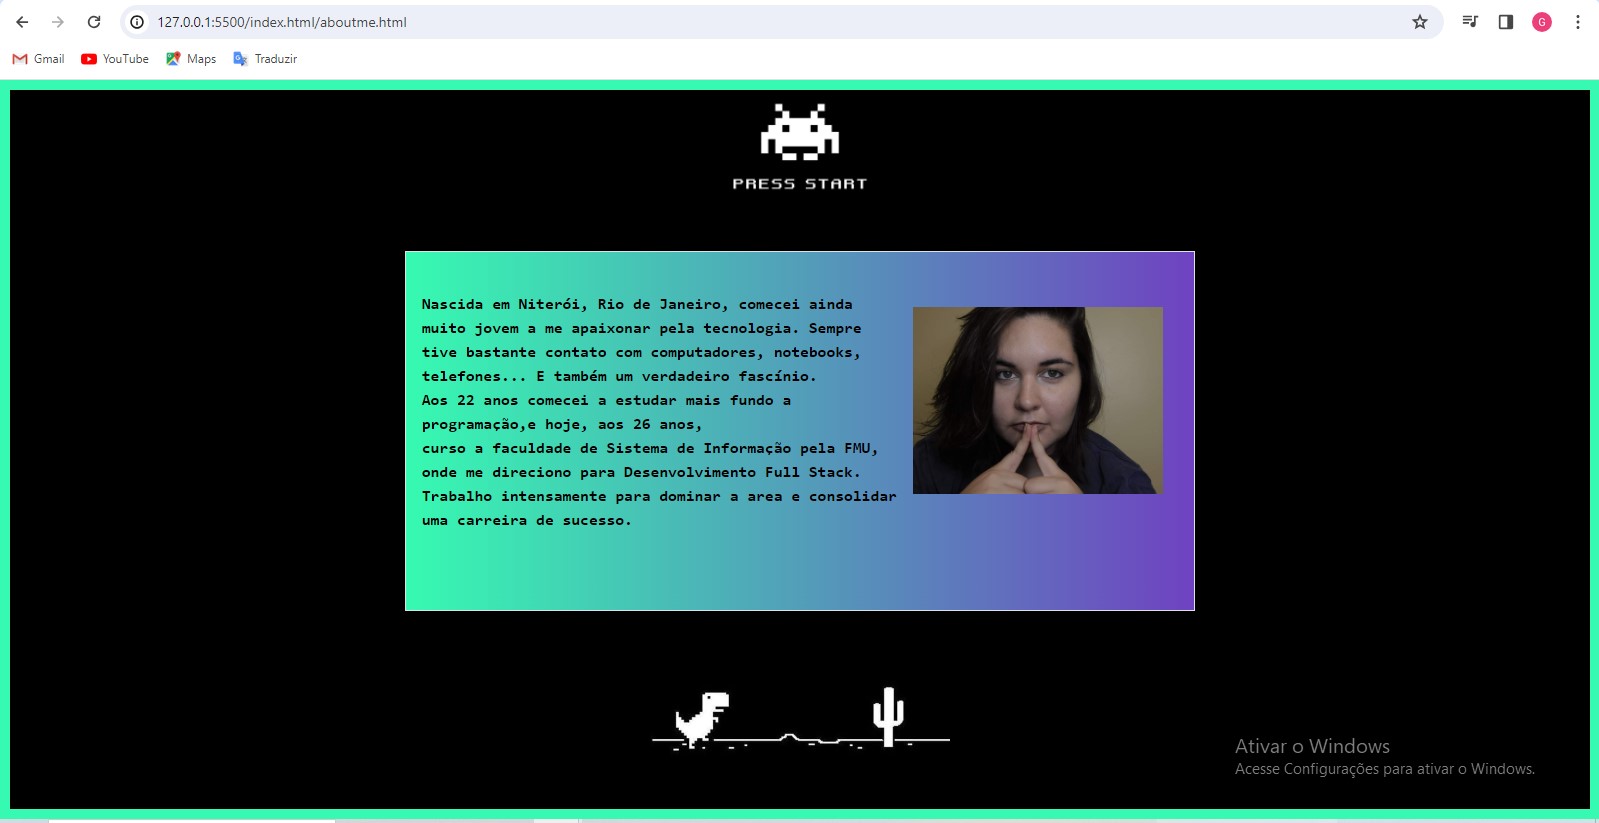 127.0.0.1:5500/index.html/aboutme.html
G
Gmail YouTube Maps Traduzir
PRESS START
Nascida em Niterói, Rio de Janeiro, comecei ainda
muito jovem a me apaixonar pela tecnologia. Sempre
tive bastante contato com computadores, notebooks,
telefones... E também um verdadeiro fascínio.
Aos 22 anos comecei a estudar mais fundo a
programação,e hoje, aos 26 anos,
curso a faculdade de Sistema de Informação pela FMU,
onde me direciono para Desenvolvimento Full Stack.
Trabalho intensamente para dominar a area e consolidar
uma carreira de sucesso.
Ativar o Windows
Acesse Configurações para ativar o Windows.